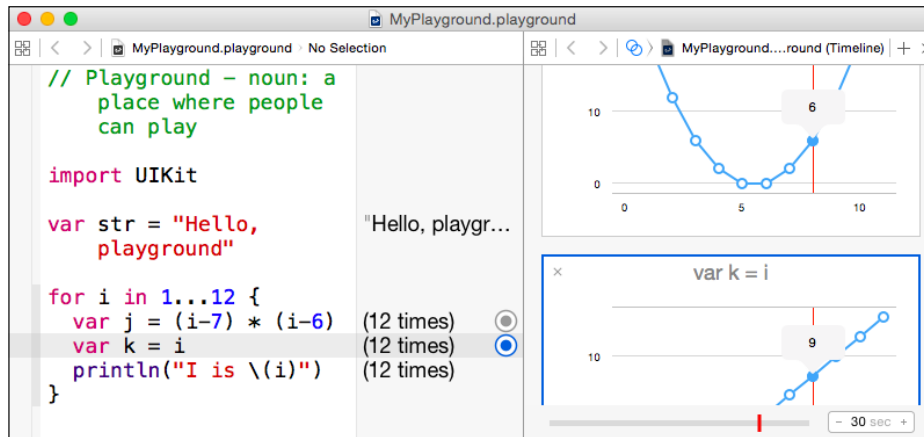 MyPlayground.playground
MyPlayground.playground › No Selection
MyPlayground....round (Timeline)
// Playground – noun: a
place where people
can play
import UIKit
var str = "Hello,
playground"
"Hello, playgr...
for i in 1...12 {
var j = (i-7) * (i-6)
(12 times)
var k = i
(12 times)
println("I is \(i)")
(12 times)
}
10
6
0
0
5
10
× var k = i
9
10
- 30 sec +